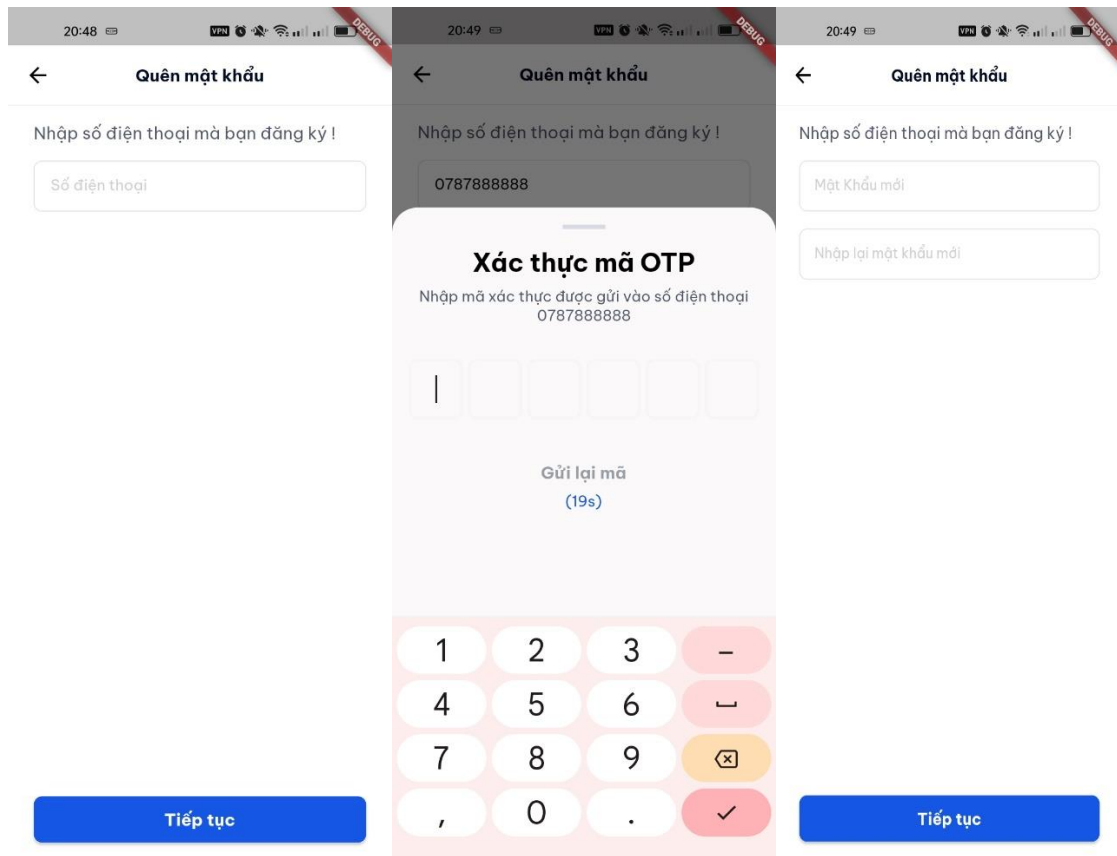 20:48
VPN
DEBUG
Quên mật khẩu
Nhập số điện thoại mà bạn đăng ký !
Số điện thoại
Tiếp tục
20:49
VPN
DEBUG
Quên mật khẩu
Nhập số điện thoại mà bạn đăng ký !
0787888888
Xác thực mã OTP
Nhập mã xác thực được gửi vào số điện thoại
0787888888
Gửi lại mã
(19s)
1 2 3 –
4 5 6
7 8 9
, 0 .
20:49
VPN
DEBUG
Quên mật khẩu
Nhập số điện thoại mà bạn đăng ký !
Mật Khẩu mới
Nhập lại mật khẩu mới
Tiếp tục